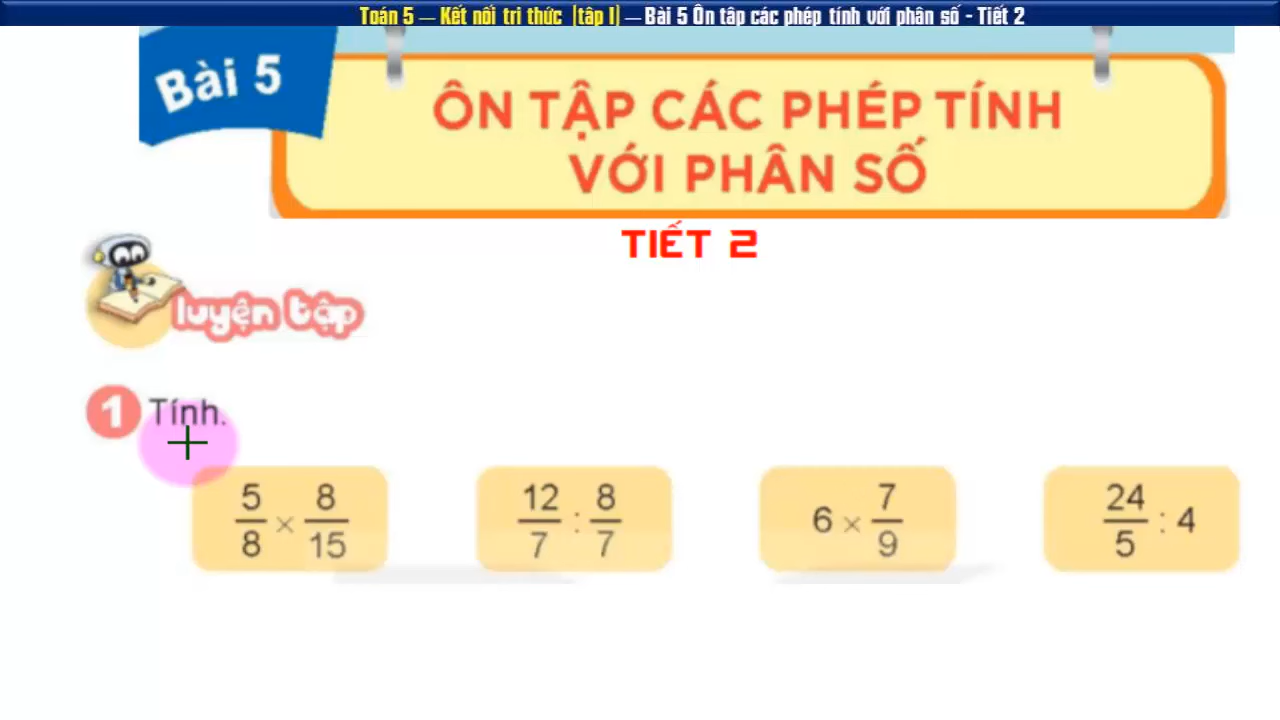 Toán 5 – Kết nối tri thức (tập 1) – Bài 5 Ôn tập các phép tính với phân số - Tiết 2
Bài 5
ÔN TẬP CÁC PHÉP TÍNH
VỚI PHÂN SỐ
TIẾT 2
luyện tập
1 Tính.
5/8 × 8/15
12/7 : 8/7
6 × 7/9
24/5 : 4